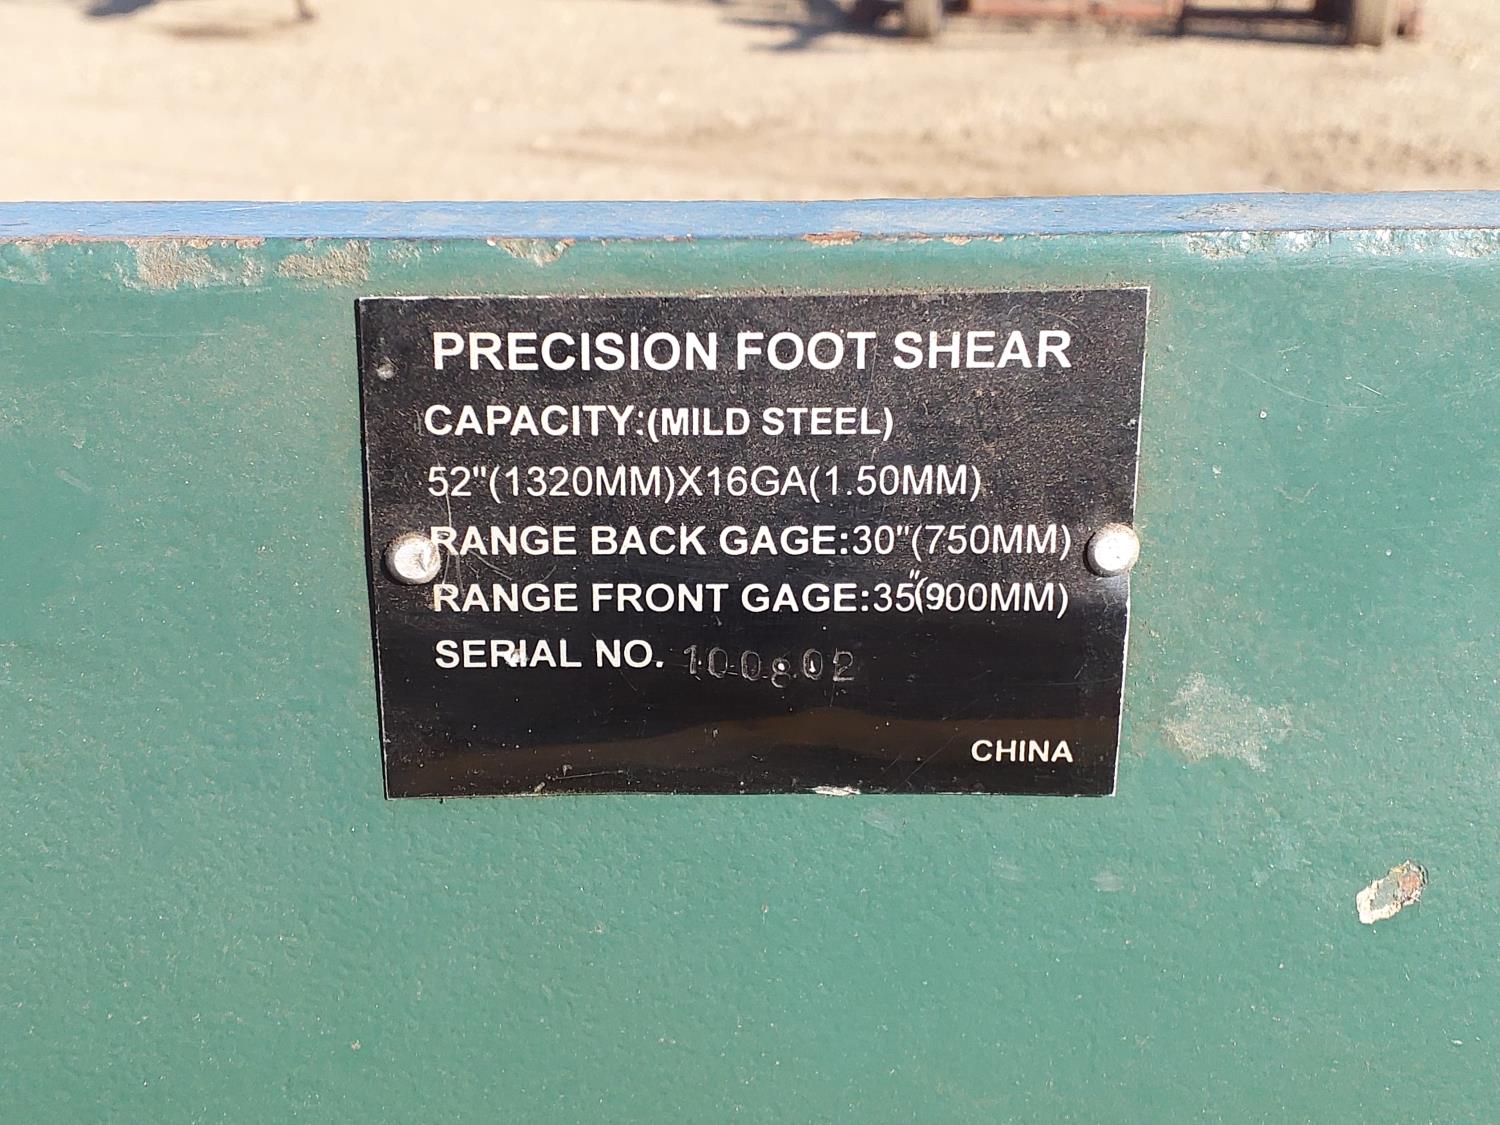 PRECISION FOOT SHEAR
CAPACITY:(MILD STEEL)
52"(1320MM)X16GA(1.50MM)
RANGE BACK GAGE:30"(750MM)
RANGE FRONT GAGE:35"(900MM)
SERIAL NO. 100802
CHINA